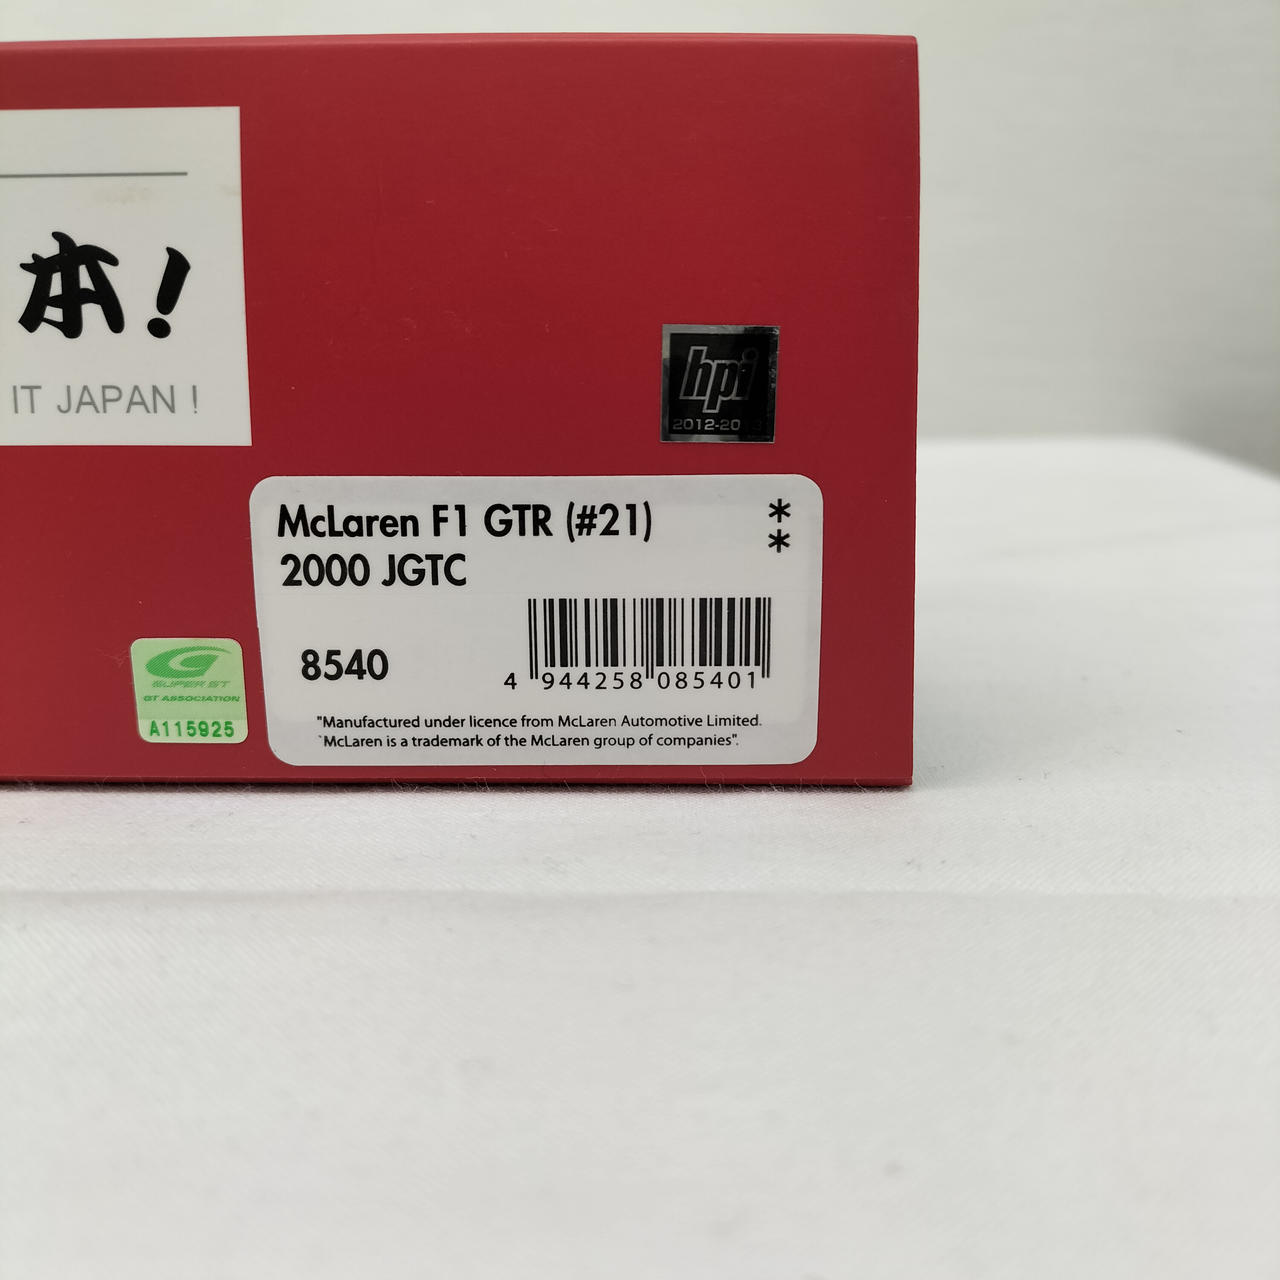 本!
IT JAPAN !
hpi
2012-2013
McLaren F1 GTR (#21)
2000 JGTC
**
8540
4 944258 085401
"Manufactured under licence from McLaren Automotive Limited.
`McLaren is a trademark of the McLaren group of companies".
SUPER GT
GT ASSOCIATION
A115925